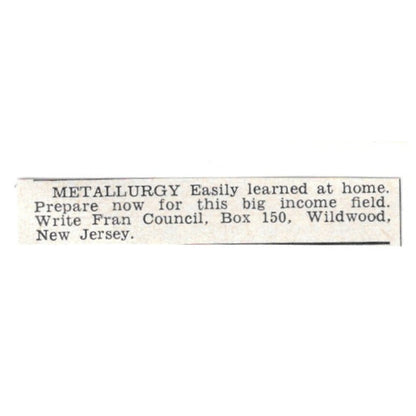 METALLURGY Easily learned at home.
Prepare now for this big income field.
Write Fran Council, Box 150, Wildwood,
New Jersey.